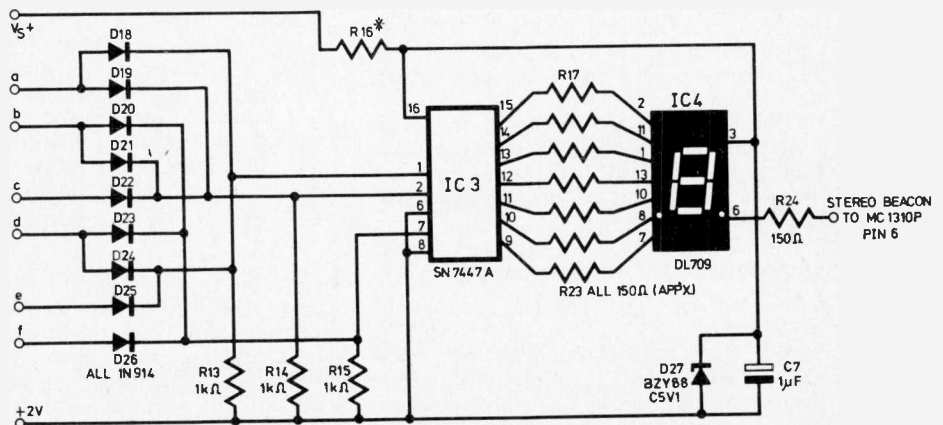 VS+
R16*
a
b
c
d
e
f
+2V
D18
D19
D20
D21
D22
D23
D24
D25
D26
ALL 1N914
R13
1kΩ
R14
1kΩ
R15
1kΩ
16
1
2
6
7
8
IC 3
SN7447A
15
14
13
12
11
10
9
R17
R23 ALL 150Ω (APPX.)
IC4
2
11
1
13
10
8
7
3
6
DL709
R24
150Ω
STEREO BEACON
TO MC1310P
PIN 6
D27
BZY88
C5V1
C7
1µF